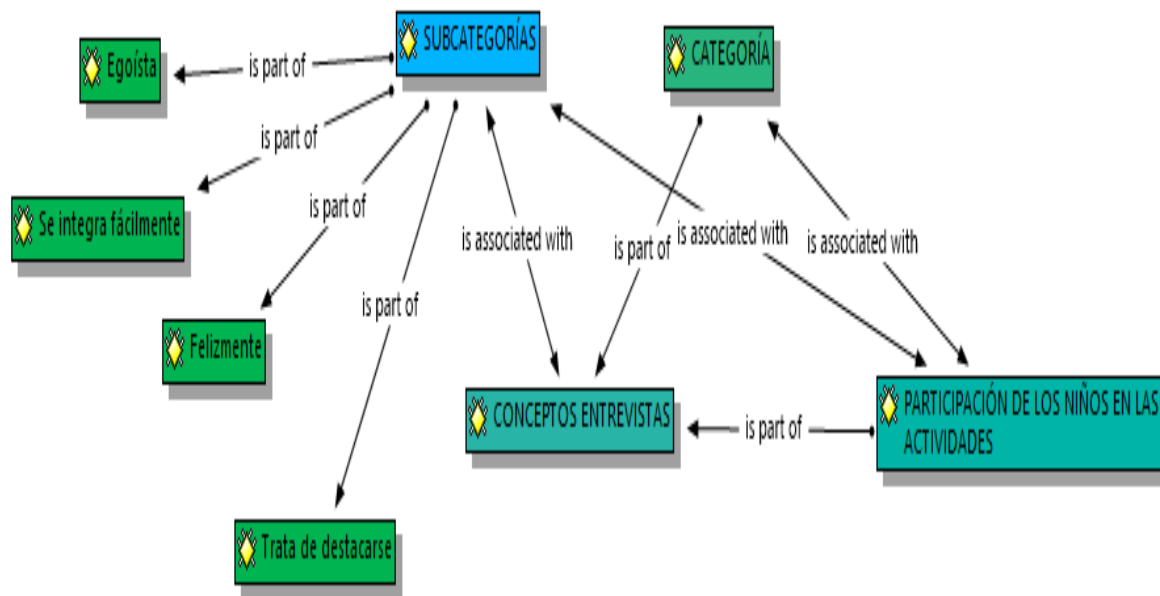 SUBCATEGORÍAS
CATEGORÍA
Egoísta
is part of
is part of
Se integra fácilmente
is part of
is associated with
is part of
is associated with
is associated with
is part of
Felizmente
CONCEPTOS ENTREVISTAS
is part of
PARTICIPACIÓN DE LOS NIÑOS EN LAS
ACTIVIDADES
Trata de destacarse